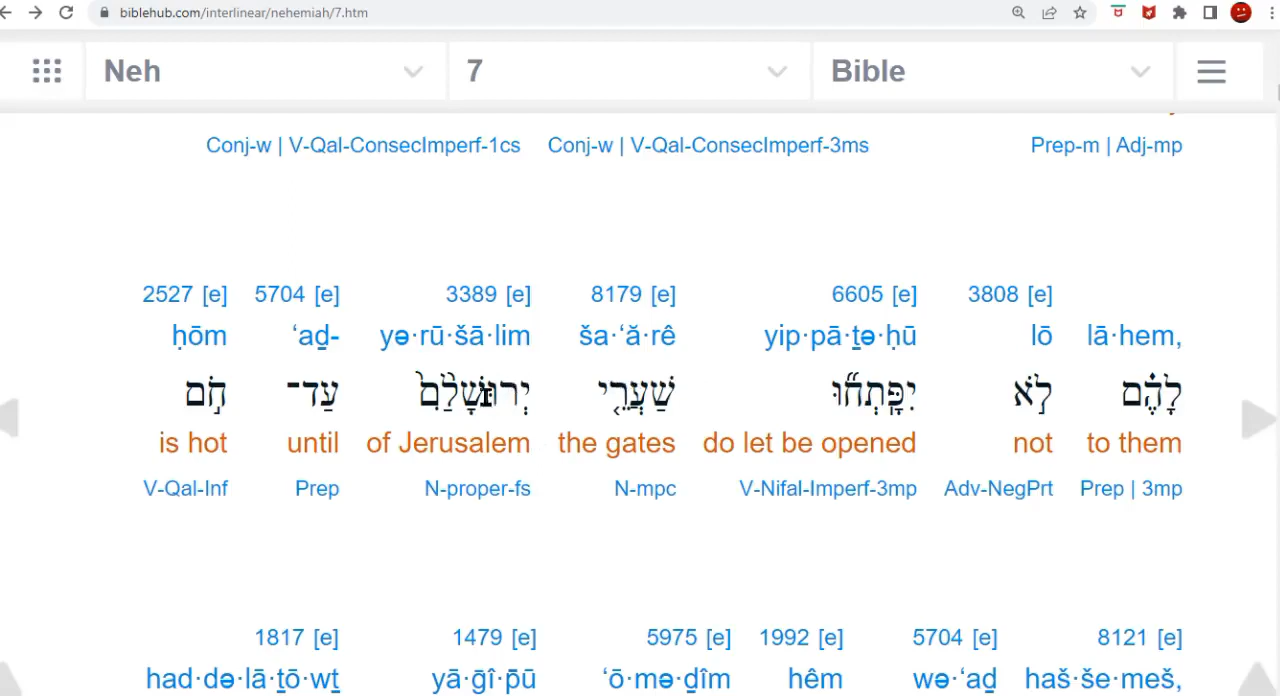 biblehub.com/interlinear/nehemiah/7.htm
Neh 7 Bible
Conj-w | V-Qal-ConsecImperf-1cs Conj-w | V-Qal-ConsecImperf-3ms Prep-m | Adj-mp
2527 [e] 5704 [e] 3389 [e] 8179 [e] 6605 [e] 3808 [e]
ḥōm ‘aḏ- yə·rū·šā·lim ša·‘ă·rê yip·pā·ṯə·ḥū lō lā·hem,
לָהֶ֗ם לֹ֣א יִפָּֽתְח֞וּ שַׁעֲרֵ֤י יְרוּשָׁלִַ֙ם֙ עַד־ חֹ֣ם
is hot until of Jerusalem the gates do let be opened not to them
V-Qal-Inf Prep N-proper-fs N-mpc V-Nifal-Imperf-3mp Adv-NegPrt Prep | 3mp
1817 [e] 1479 [e] 5975 [e] 1992 [e] 5704 [e] 8121 [e]
had·də·lā·ṯō·wṯ yā·ḡî·p̄ū ‘ō·mə·ḏîm hêm wə·‘aḏ haš·še·meš,